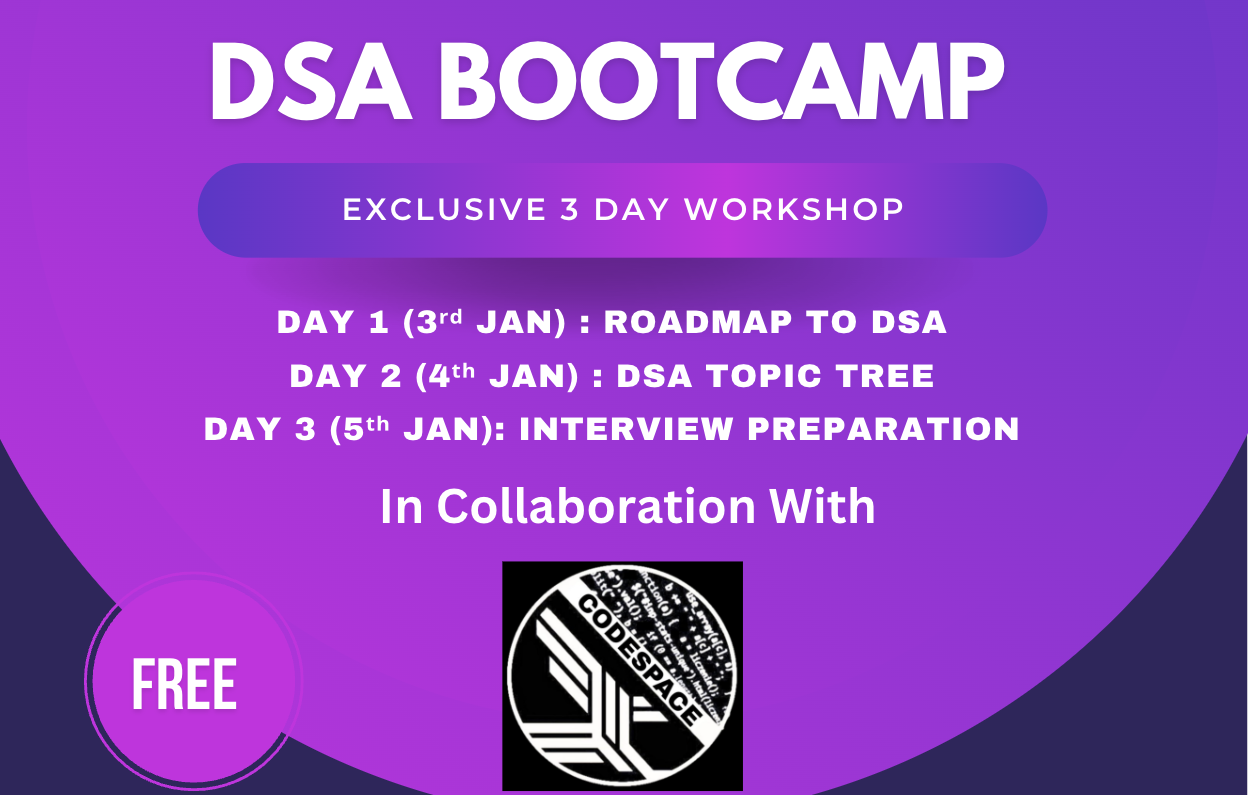 DSA BOOTCAMP
EXCLUSIVE 3 DAY WORKSHOP
DAY 1 (3rd JAN) : ROADMAP TO DSA
DAY 2 (4th JAN) : DSA TOPIC TREE
DAY 3 (5th JAN): INTERVIEW PREPARATION
In Collaboration With
CODESPACE
FREE